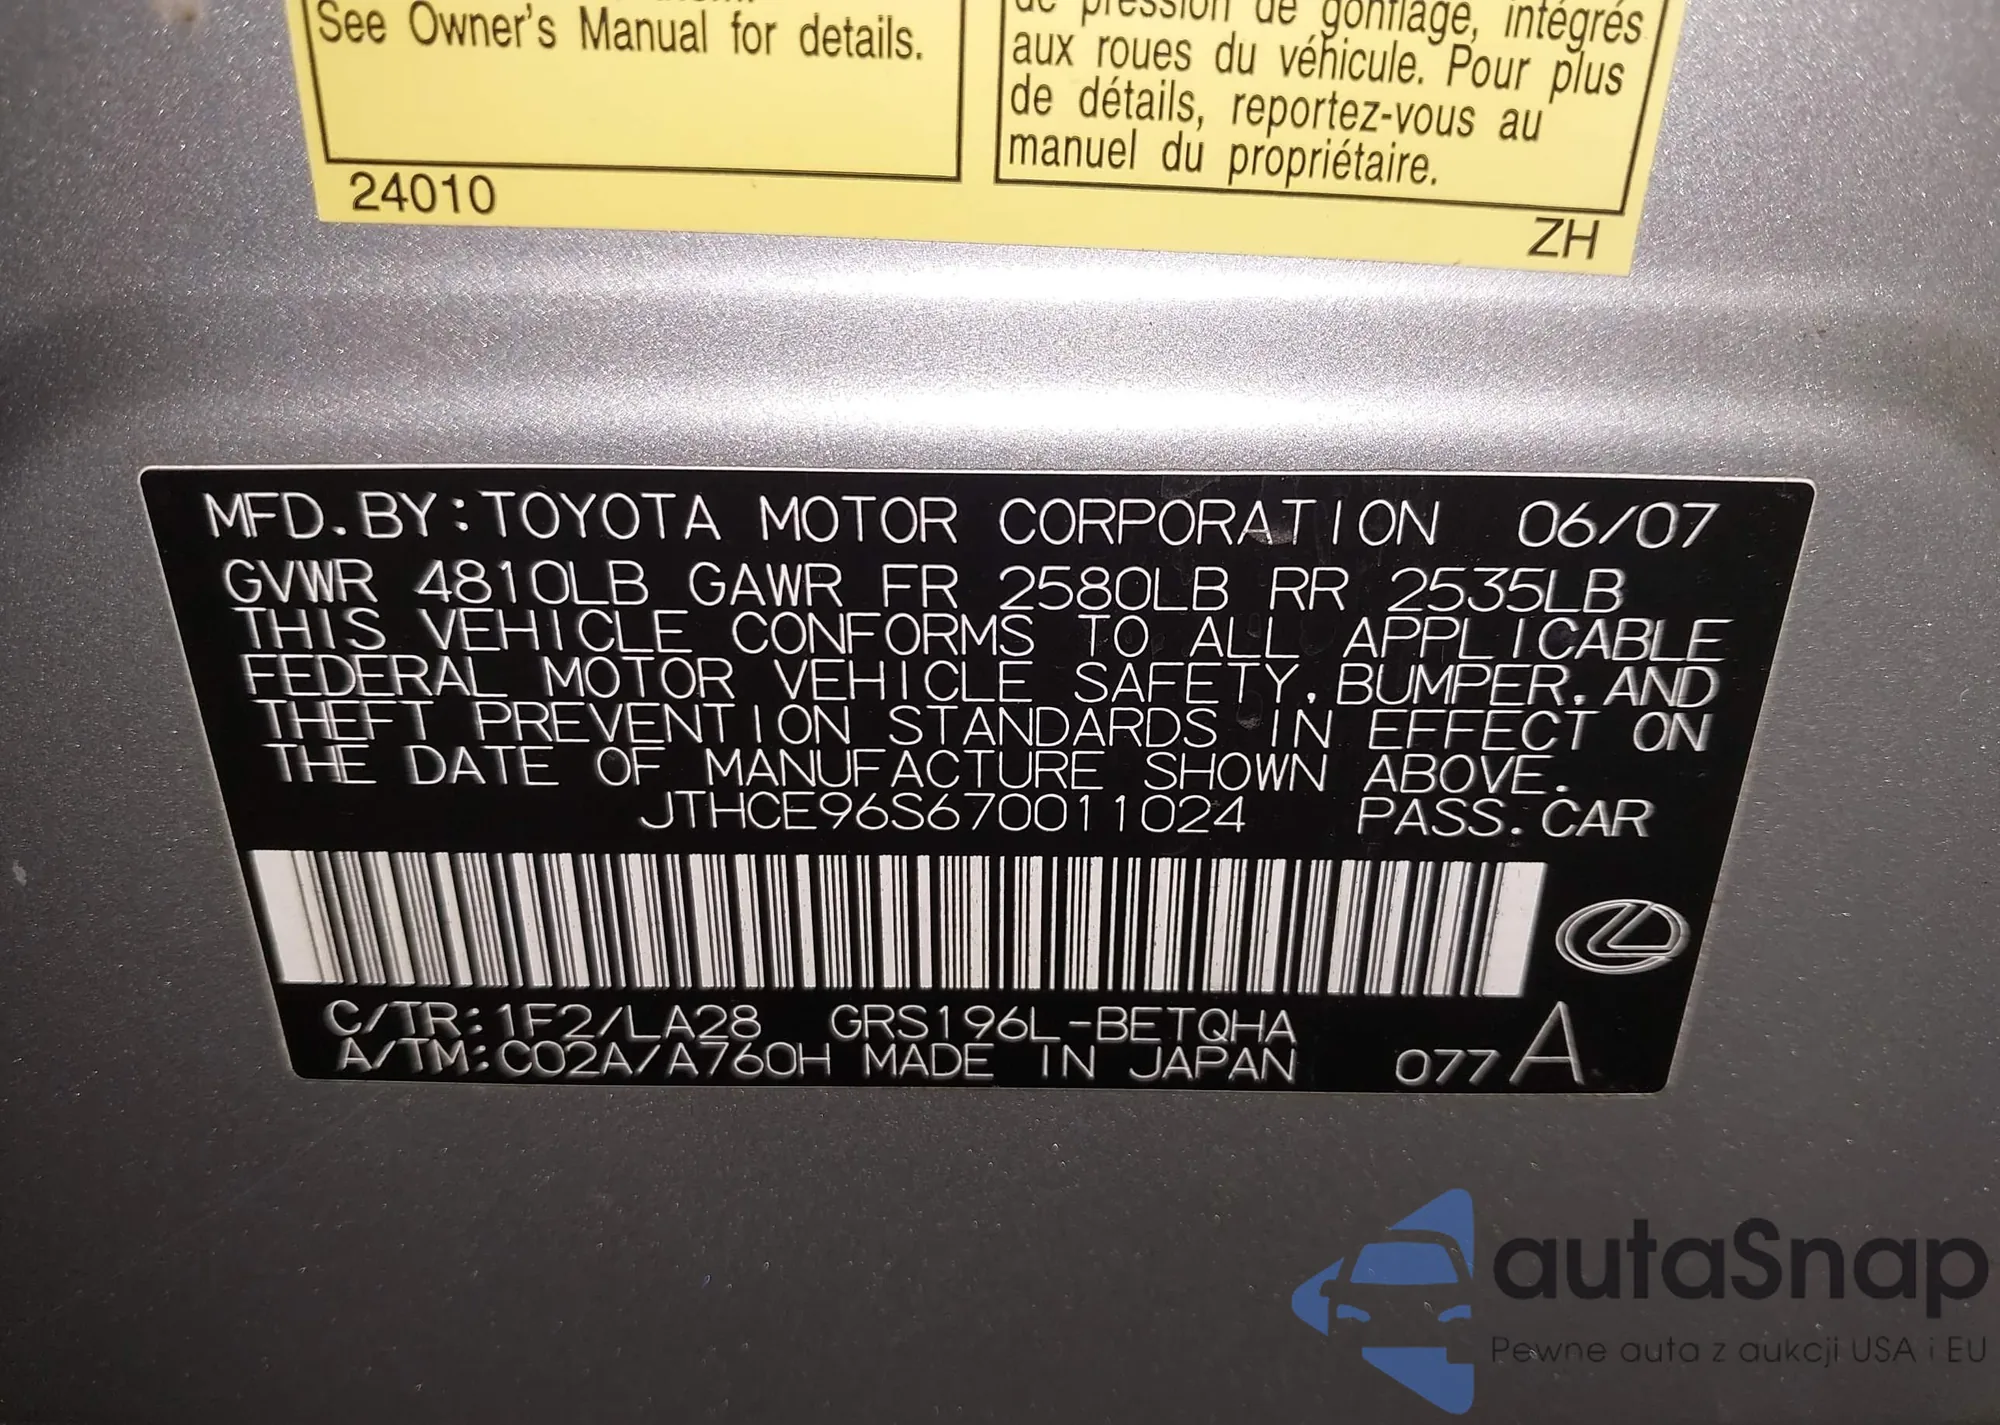 See Owner's Manual for details.
24010
de pression de gonflage, intégrés
aux roues du véhicule. Pour plus
de détails, reportez-vous au
manuel du propriétaire.
ZH
MFD. BY: TOYOTA MOTOR CORPORATION 06/07
GVWR 4810LB GAWR FR 2580LB RR 2535LB
THIS VEHICLE CONFORMS TO ALL APPLICABLE
FEDERAL MOTOR VEHICLE SAFETY, BUMPER, AND
THEFT PREVENTION STANDARDS IN EFFECT ON
THE DATE OF MANUFACTURE SHOWN ABOVE.
JTHCE96S670011024 PASS. CAR
C/TR: 1F2/LA28 GRS196L-BETQHA
A/TM: C02A/A760H MADE IN JAPAN 077 A
autaSnap
Pewne auta z aukcji USA i EU